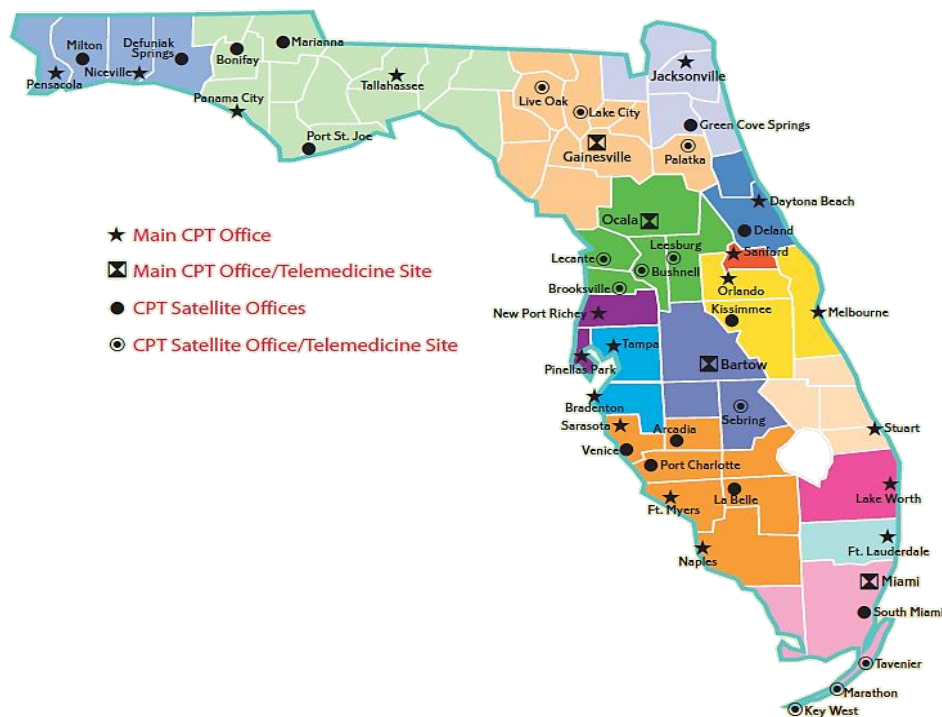 Milton
Defuniak
Springs
Marianna
Bonifay
Niceville
Pensacola
Tallahassee
Panama City
Port St. Joe
Jacksonville
Live Oak
Lake City
Green Cove Springs
Gainesville
Palatka
Daytona Beach
Ocala
Deland
Leesburg
Sanford
Lecante
Bushnell
Orlando
Brooksville
Kissimmee
New Port Richey
Melbourne
Tampa
Pinellas Park
Bartow
Bradenton
Sebring
Sarasota
Arcadia
Stuart
Venice
Port Charlotte
La Belle
Lake Worth
Ft. Myers
Naples
Ft. Lauderdale
Miami
South Miami
Tavenier
Marathon
Key West
Main CPT Office
Main CPT Office/Telemedicine Site
CPT Satellite Offices
CPT Satellite Office/Telemedicine Site